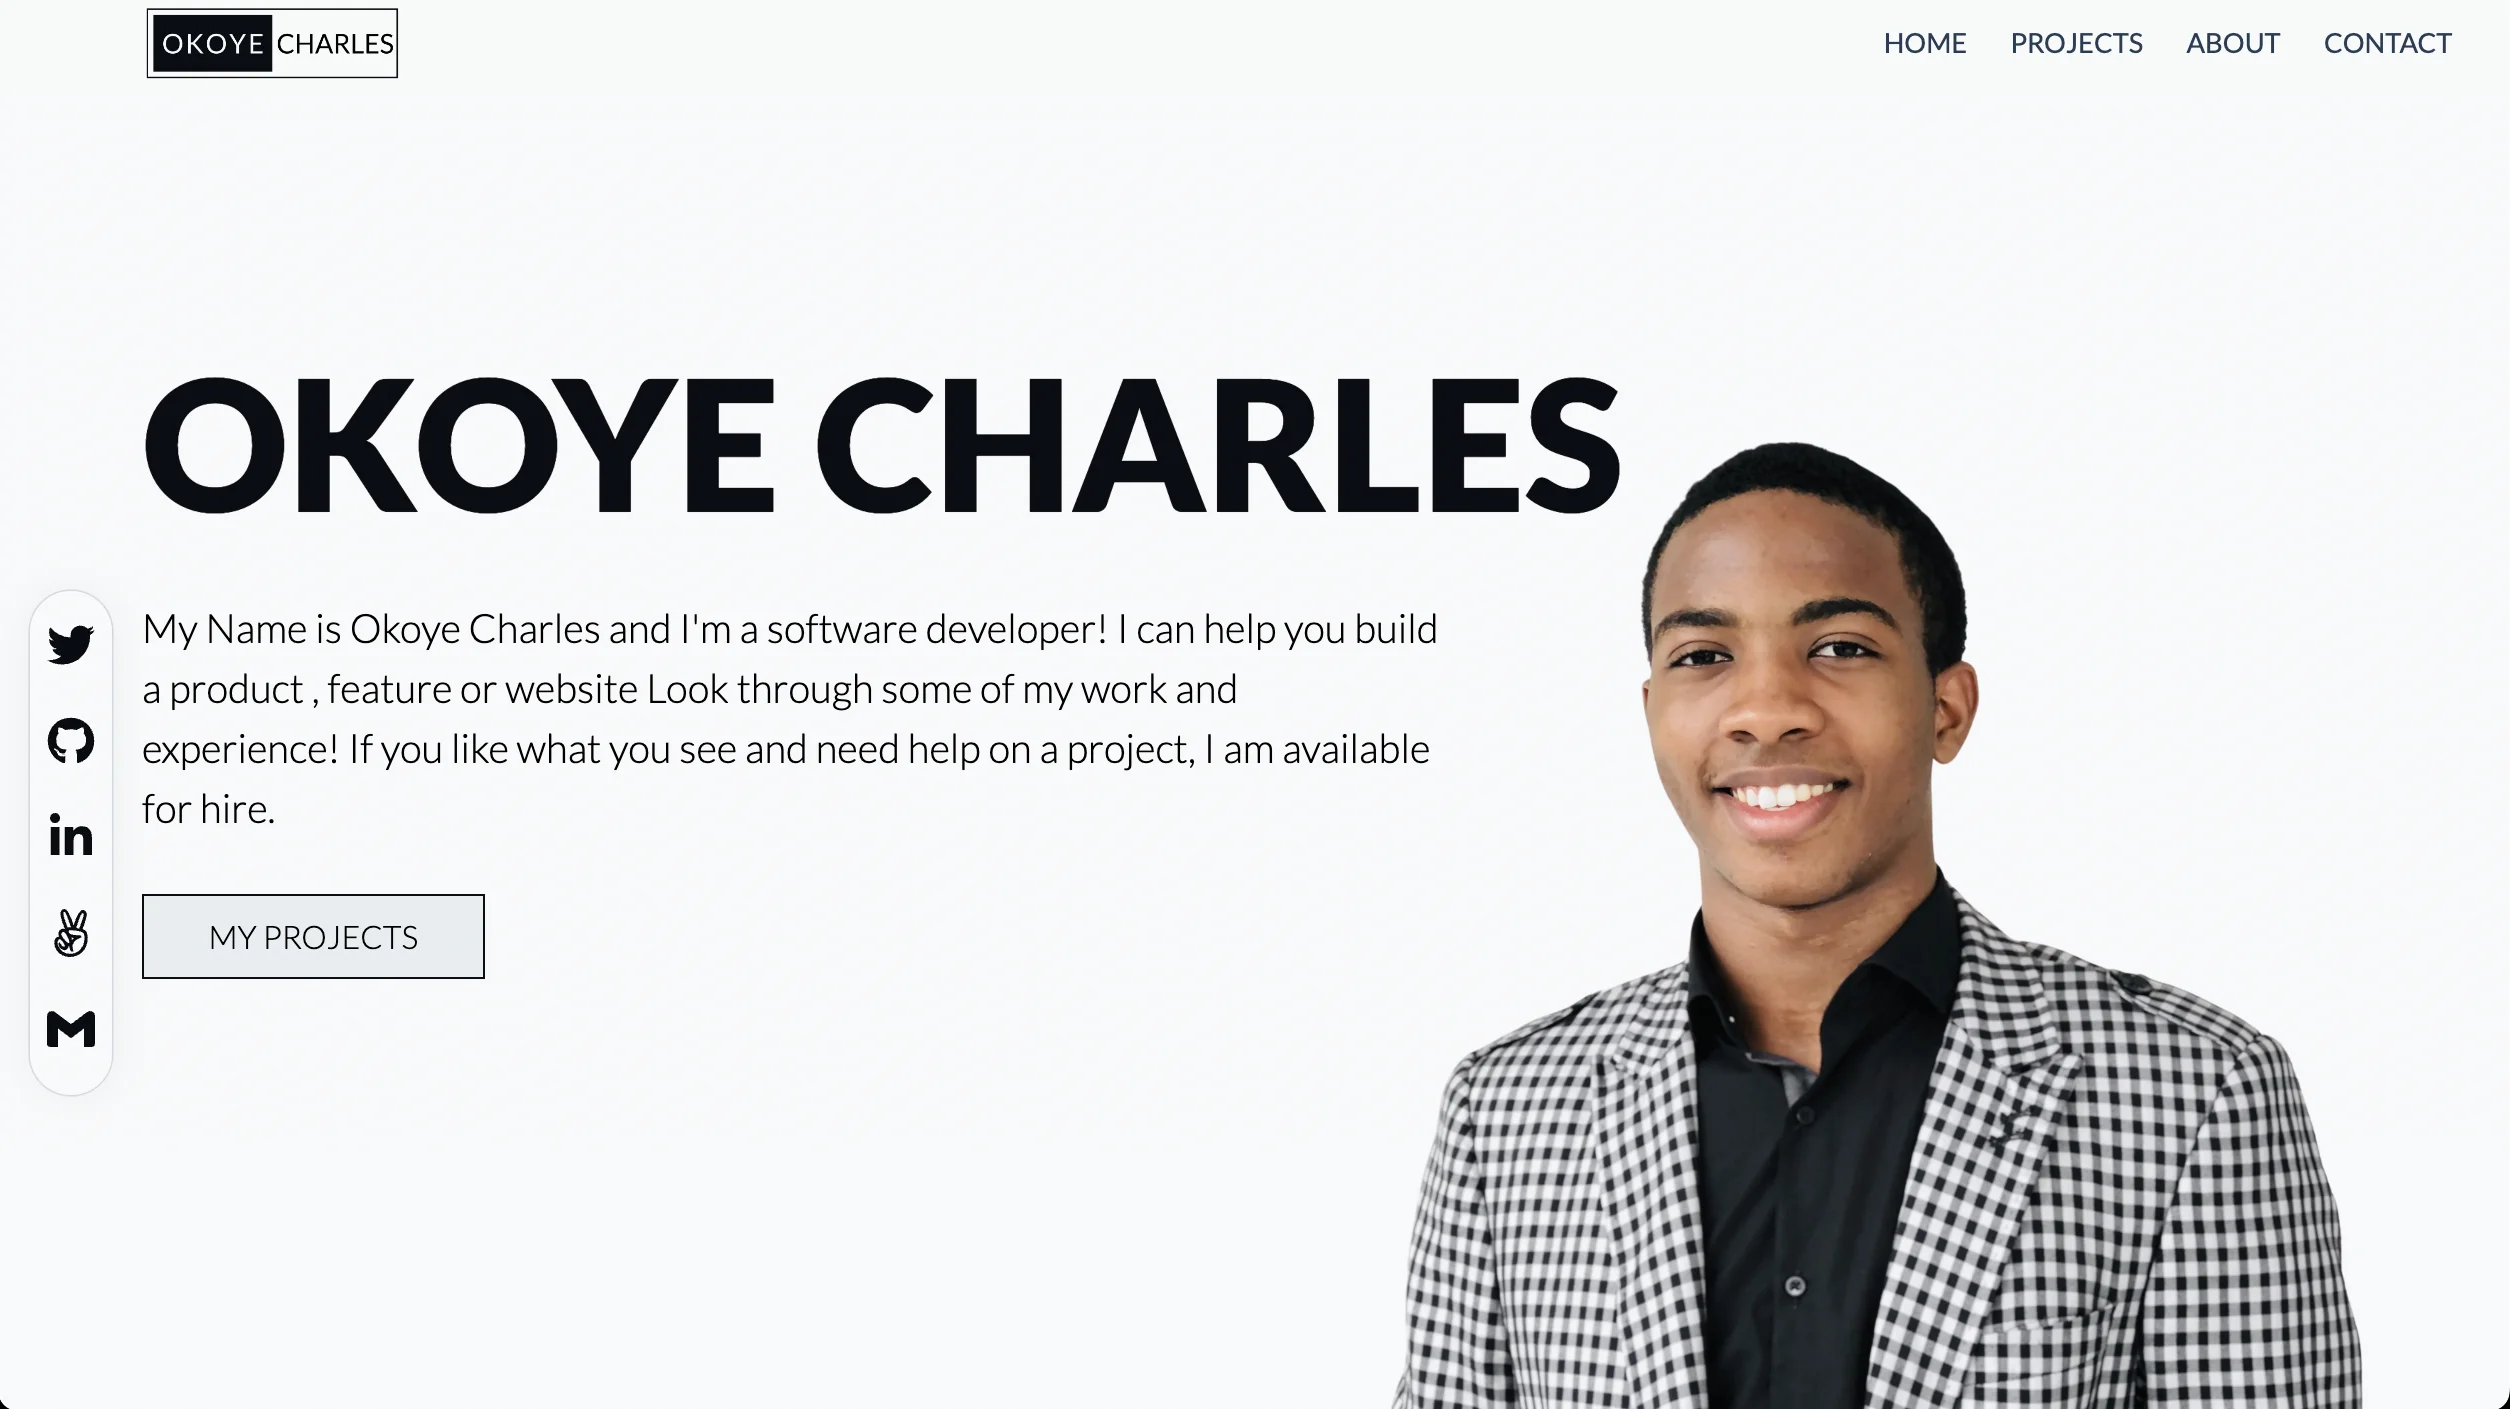 OKOYE CHARLES
HOME PROJECTS ABOUT CONTACT
OKOYE CHARLES
My Name is Okoye Charles and I'm a software developer! I can help you build
a product , feature or website Look through some of my work and
experience! If you like what you see and need help on a project, I am available
for hire.
in
MY PROJECTS